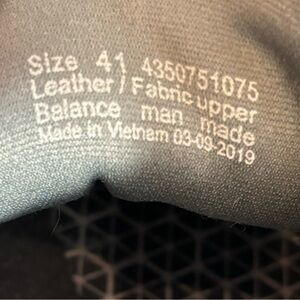 Size 41 4350751075
Leather / Fabric upper
Balance man made
Made in Vietnam 03-09-2019